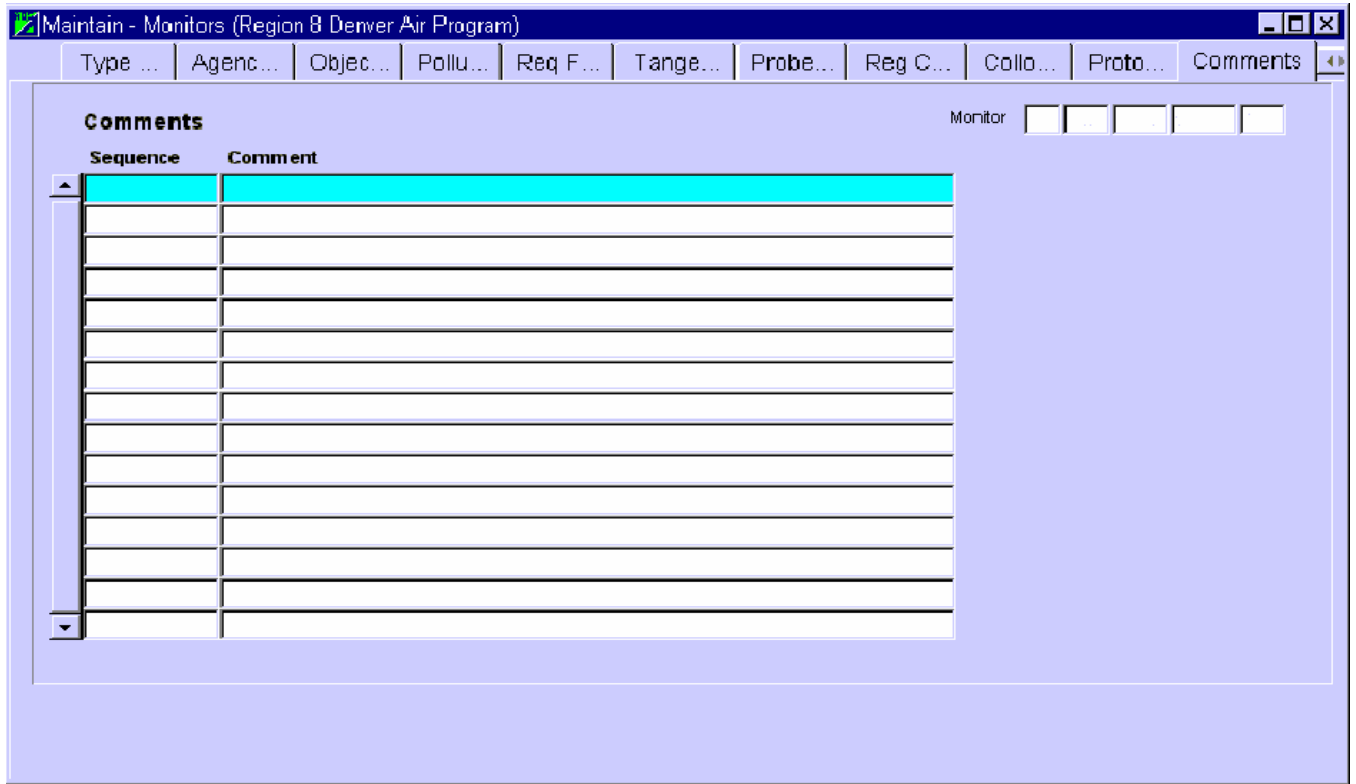 Maintain - Monitors (Region 8 Denver Air Program)
Type ... Agenc... Objec... Pollu... Req F... Tange... Probe... Reg C... Collo... Proto... Comments
Comments
Monitor
Sequence Comment